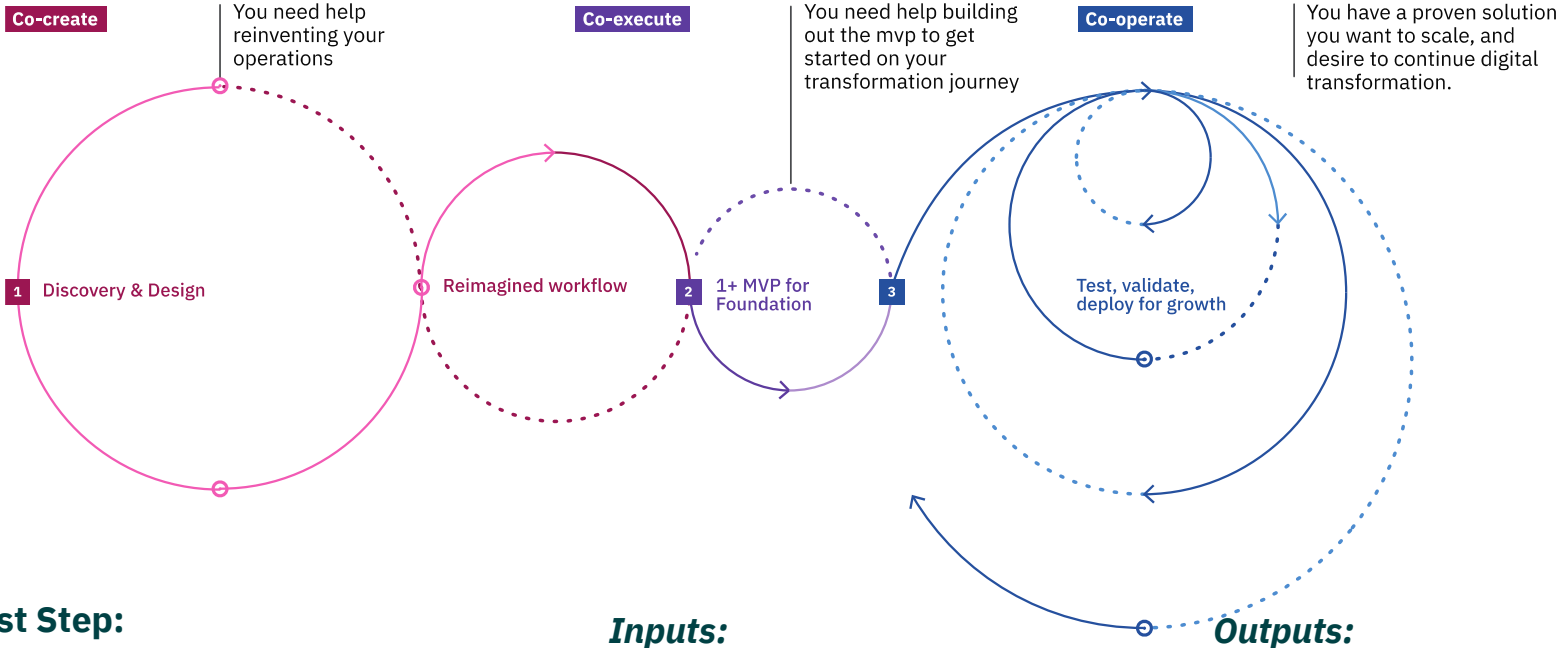 Co-create
You need help
reinventing your
operations
Co-execute
You need help building
out the mvp to get
started on your
transformation journey
Co-operate
You have a proven solution
you want to scale, and
desire to continue digital
transformation.
1
Discovery & Design
Reimagined workflow
2
1+ MVP for
Foundation
3
Test, validate,
deploy for growth
st Step:
Inputs:
Outputs: